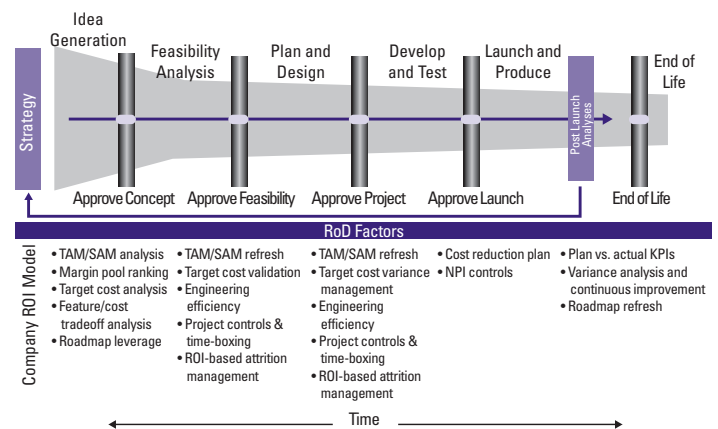 Idea
Generation
Feasibility
Analysis
Plan and
Design
Develop
and Test
Launch and
Produce
End of
Life
Strategy
Post Launch
Analyses
Approve Concept
Approve Feasibility
Approve Project
Approve Launch
End of Life
RoD Factors
Company ROI Model
• TAM/SAM analysis
• Margin pool ranking
• Target cost analysis
• Feature/cost
tradeoff analysis
• Roadmap leverage
• TAM/SAM refresh
• Target cost validation
• Engineering
efficiency
• Project controls &
time-boxing
• ROI-based attrition
management
• TAM/SAM refresh
• Target cost variance
management
• Engineering
efficiency
• Project controls &
time-boxing
• ROI-based attrition
management
• Cost reduction plan
• NPI controls
• Plan vs. actual KPIs
• Variance analysis and
continuous improvement
• Roadmap refresh
Time